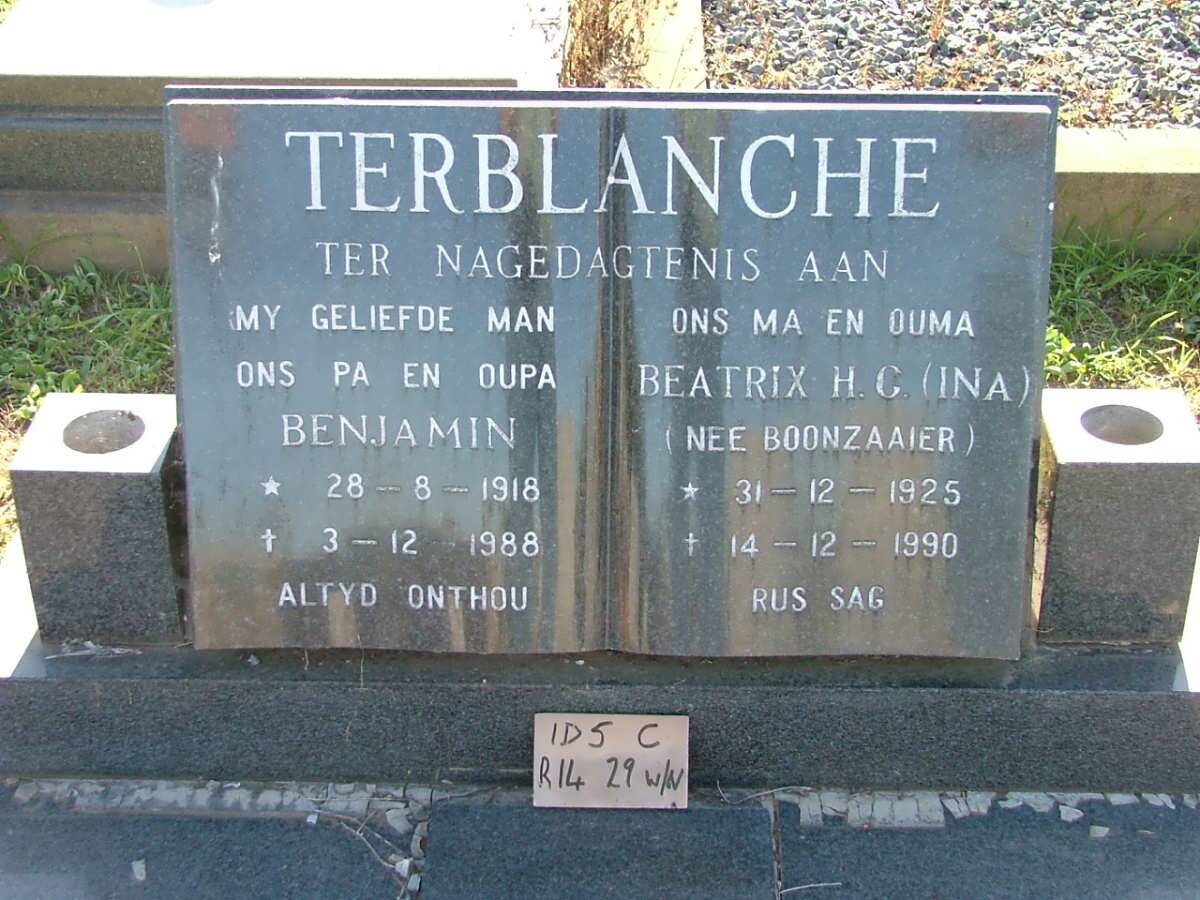 TERBLANCHE
TER NAGEDAGTENIS AAN
MY GELIEFDE MAN
ONS PA EN OUPA
BENJAMIN
★ 28 – 8 – 1918
† 3 – 12 – 1988
ALTYD ONTHOU
ONS MA EN OUMA
BEATRIX H. C. (INA)
(NEE BOONZAAIER)
★ 31 – 12 – 1925
† 14 – 12 – 1990
RUS SAG
1D5 C
R14 29 W/N